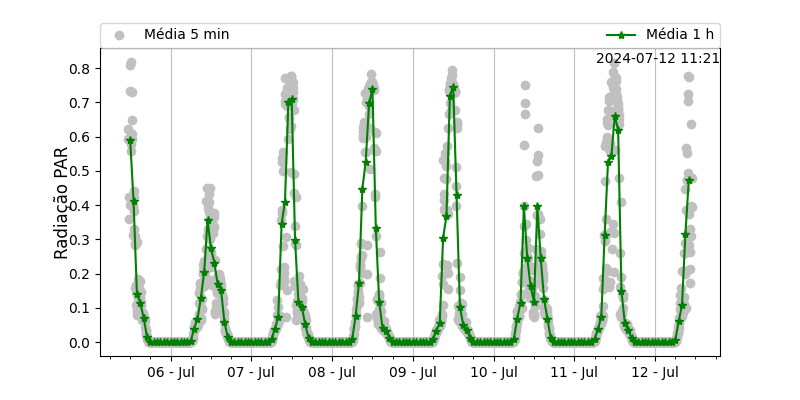 Média 5 min
Média 1 h
2024-07-12 11:21
Radiação PAR
0.8
0.7
0.6
0.5
0.4
0.3
0.2
0.1
0.0
06 - Jul
07 - Jul
08 - Jul
09 - Jul
10 - Jul
11 - Jul
12 - Jul